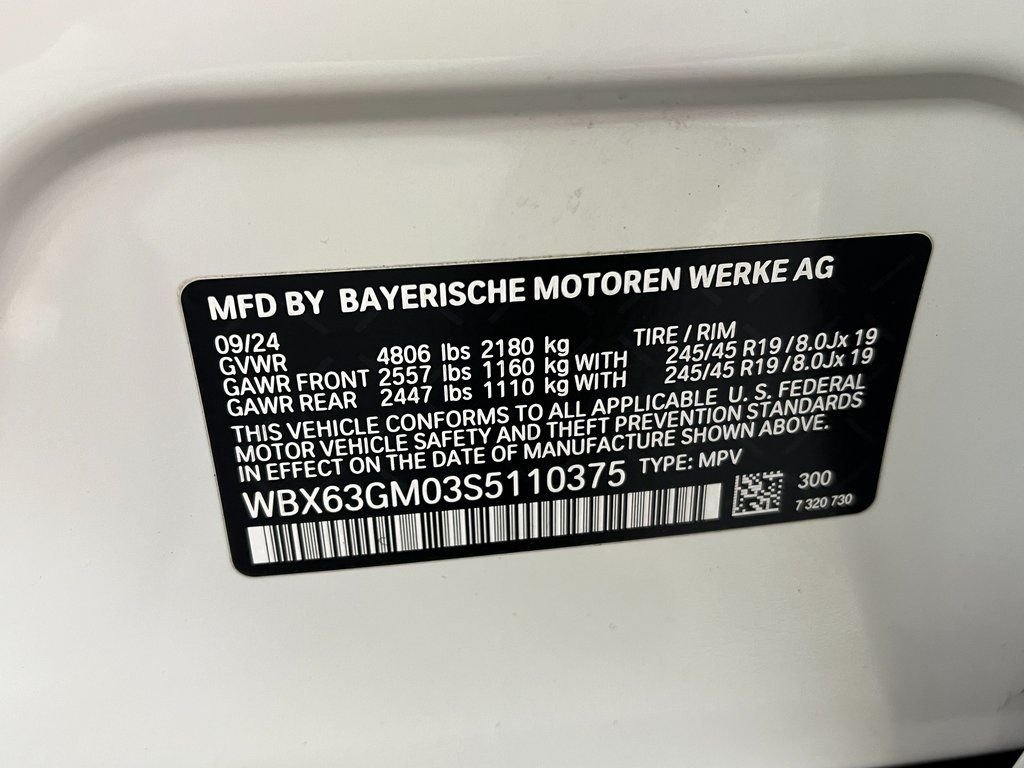 MFD BY BAYERISCHE MOTOREN WERKE AG
09/24 TIRE / RIM
GVWR 4806 lbs 2180 kg
GAWR FRONT 2557 lbs 1160 kg WITH 245/45 R19 / 8.0Jx 19
GAWR REAR 2447 lbs 1110 kg WITH 245/45 R19 / 8.0Jx 19
THIS VEHICLE CONFORMS TO ALL APPLICABLE U. S. FEDERAL
MOTOR VEHICLE SAFETY AND THEFT PREVENTION STANDARDS
IN EFFECT ON THE DATE OF MANUFACTURE SHOWN ABOVE.
WBX63GM03S5110375 TYPE: MPV
300
7 320 730